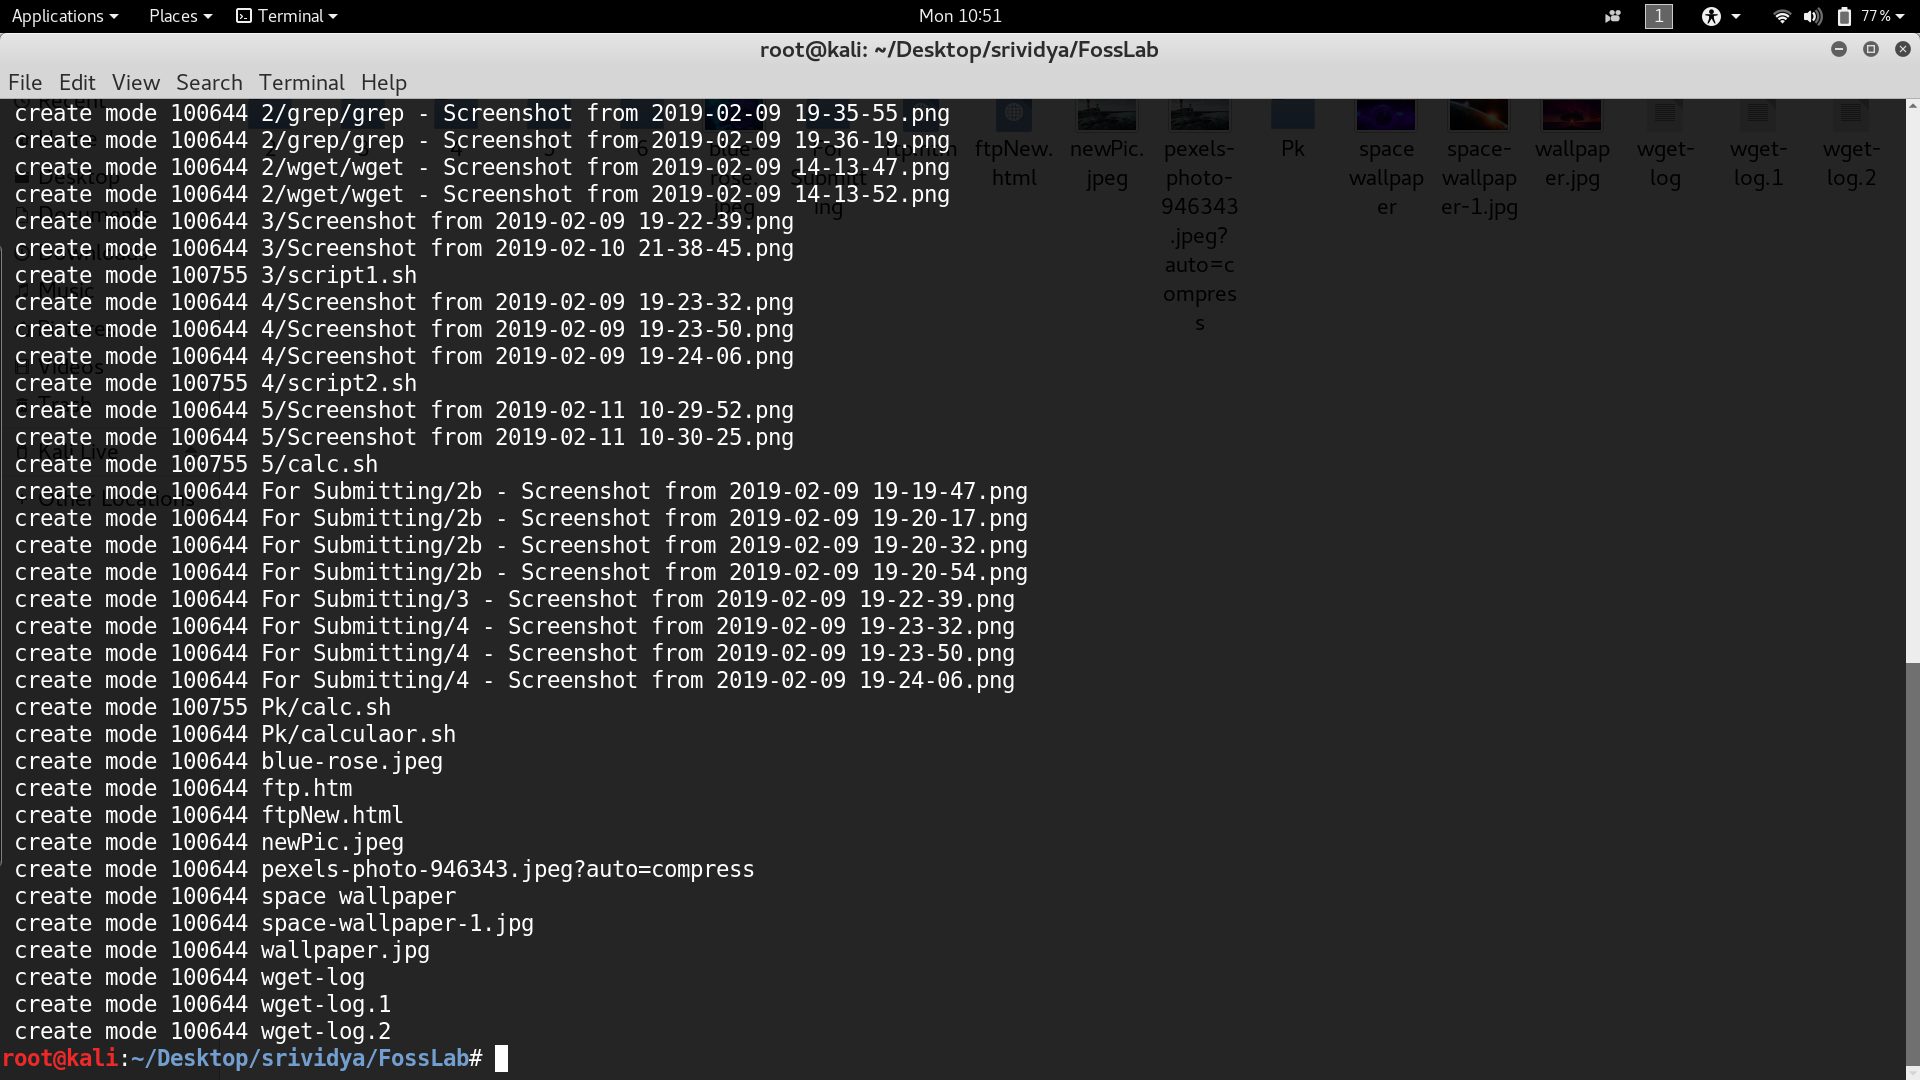 Applications Places Terminal Mon 10:51 1 77%
root@kali: ~/Desktop/srividya/FossLab
File Edit View Search Terminal Help
create mode 100644 2/grep/grep - Screenshot from 2019-02-09 19-35-55.png
create mode 100644 2/grep/grep - Screenshot from 2019-02-09 19-36-19.png
create mode 100644 2/wget/wget - Screenshot from 2019-02-09 14-13-47.png
create mode 100644 2/wget/wget - Screenshot from 2019-02-09 14-13-52.png
create mode 100644 3/Screenshot from 2019-02-09 19-22-39.png
create mode 100644 3/Screenshot from 2019-02-10 21-38-45.png
create mode 100755 3/script1.sh
create mode 100644 4/Screenshot from 2019-02-09 19-23-32.png
create mode 100644 4/Screenshot from 2019-02-09 19-23-50.png
create mode 100644 4/Screenshot from 2019-02-09 19-24-06.png
create mode 100755 4/script2.sh
create mode 100644 5/Screenshot from 2019-02-11 10-29-52.png
create mode 100644 5/Screenshot from 2019-02-11 10-30-25.png
create mode 100755 5/calc.sh
create mode 100644 For Submitting/2b - Screenshot from 2019-02-09 19-19-47.png
create mode 100644 For Submitting/2b - Screenshot from 2019-02-09 19-20-17.png
create mode 100644 For Submitting/2b - Screenshot from 2019-02-09 19-20-32.png
create mode 100644 For Submitting/2b - Screenshot from 2019-02-09 19-20-54.png
create mode 100644 For Submitting/3 - Screenshot from 2019-02-09 19-22-39.png
create mode 100644 For Submitting/4 - Screenshot from 2019-02-09 19-23-32.png
create mode 100644 For Submitting/4 - Screenshot from 2019-02-09 19-23-50.png
create mode 100644 For Submitting/4 - Screenshot from 2019-02-09 19-24-06.png
create mode 100755 Pk/calc.sh
create mode 100644 Pk/calculaor.sh
create mode 100644 blue-rose.jpeg
create mode 100644 ftp.htm
create mode 100644 ftpNew.html
create mode 100644 newPic.jpeg
create mode 100644 pexels-photo-946343.jpeg?auto=compress
create mode 100644 space wallpaper
create mode 100644 space-wallpaper-1.jpg
create mode 100644 wallpaper.jpg
create mode 100644 wget-log
create mode 100644 wget-log.1
create mode 100644 wget-log.2
root@kali:~/Desktop/srividya/FossLab#
Recent
Desktop
Documents
Downloads
Music
Videos
Trash
Kali Live
Other Locations
ftpNew.
html
newPic.
jpeg
pexels-
photo-
946343
.jpeg?
auto=c
ompres
s
Pk
space
wallpap
er
space-
wallpap
er-1.jpg
wallpap
er.jpg
wget-
log
wget-
log.1
wget-
log.2